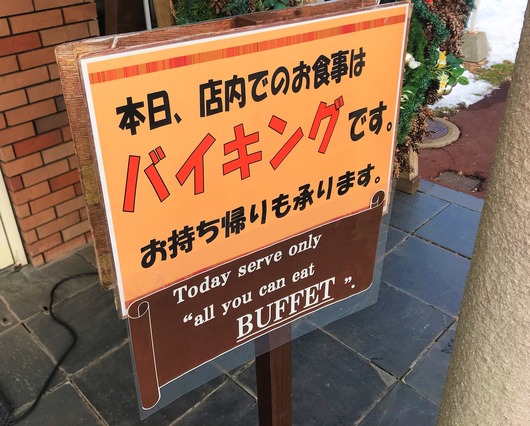 本日、店内でのお食事は
バイキングです。
お持ち帰りも承ります。
Today serve only
“all you can eat
BUFFET ”.